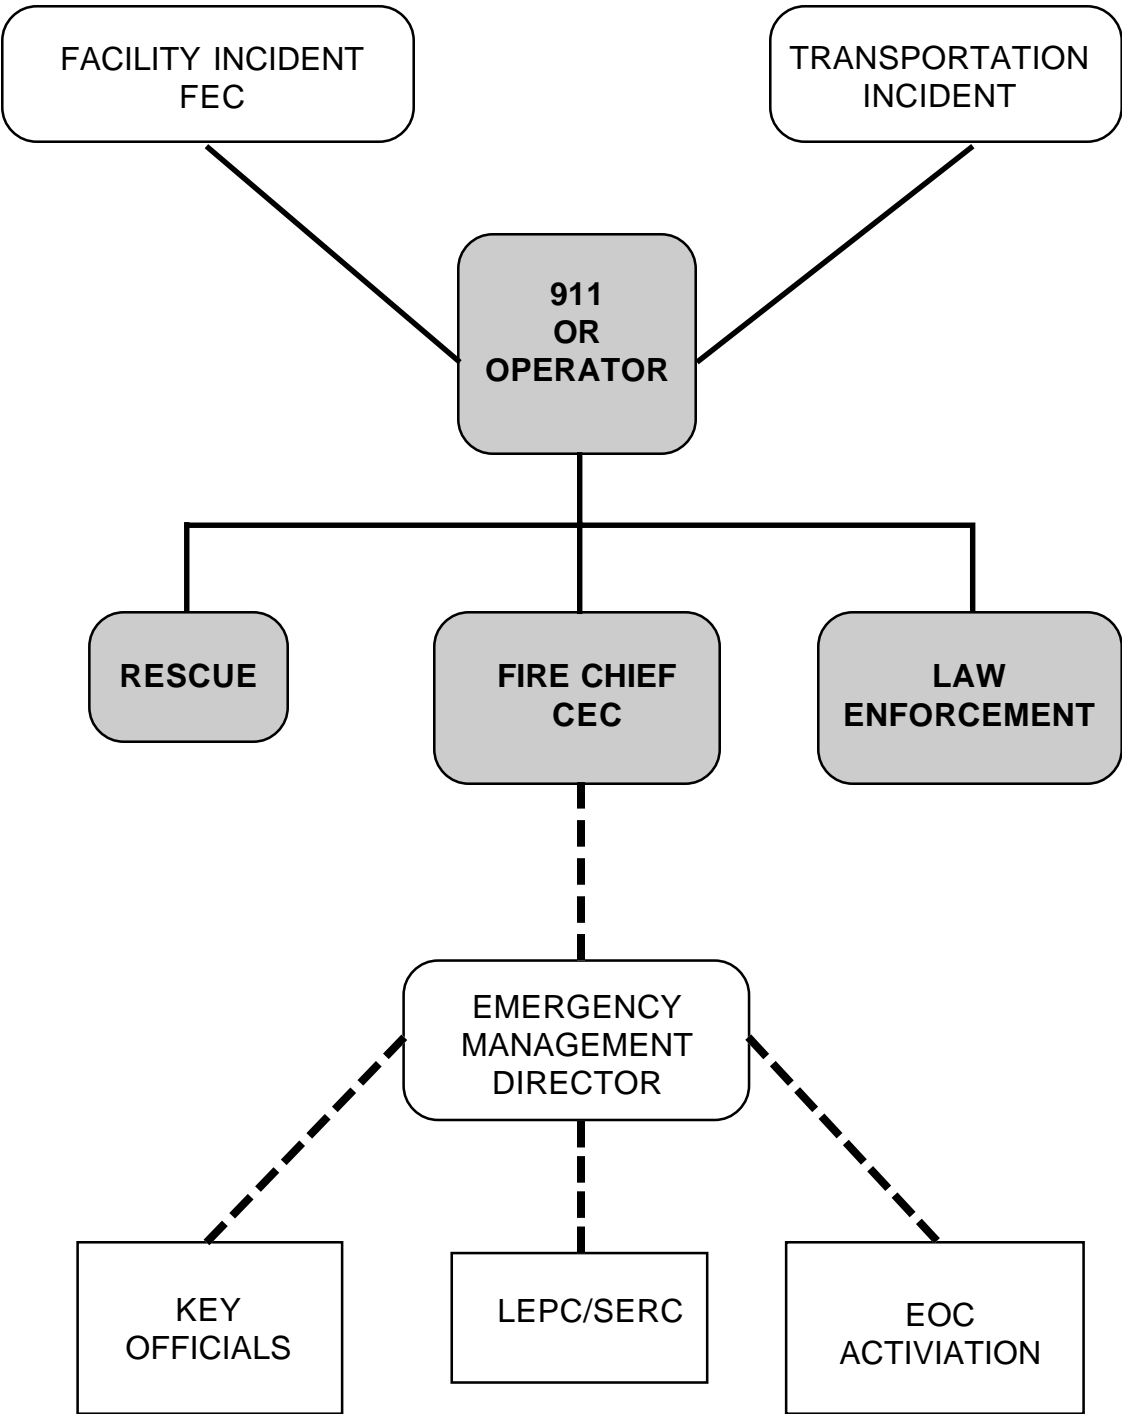 FACILITY INCIDENT
FEC
TRANSPORTATION
INCIDENT
911
OR
OPERATOR
RESCUE
FIRE CHIEF
CEC
LAW
ENFORCEMENT
EMERGENCY
MANAGEMENT
DIRECTOR
KEY
OFFICIALS
LEPC/SERC
EOC
ACTIVIATION